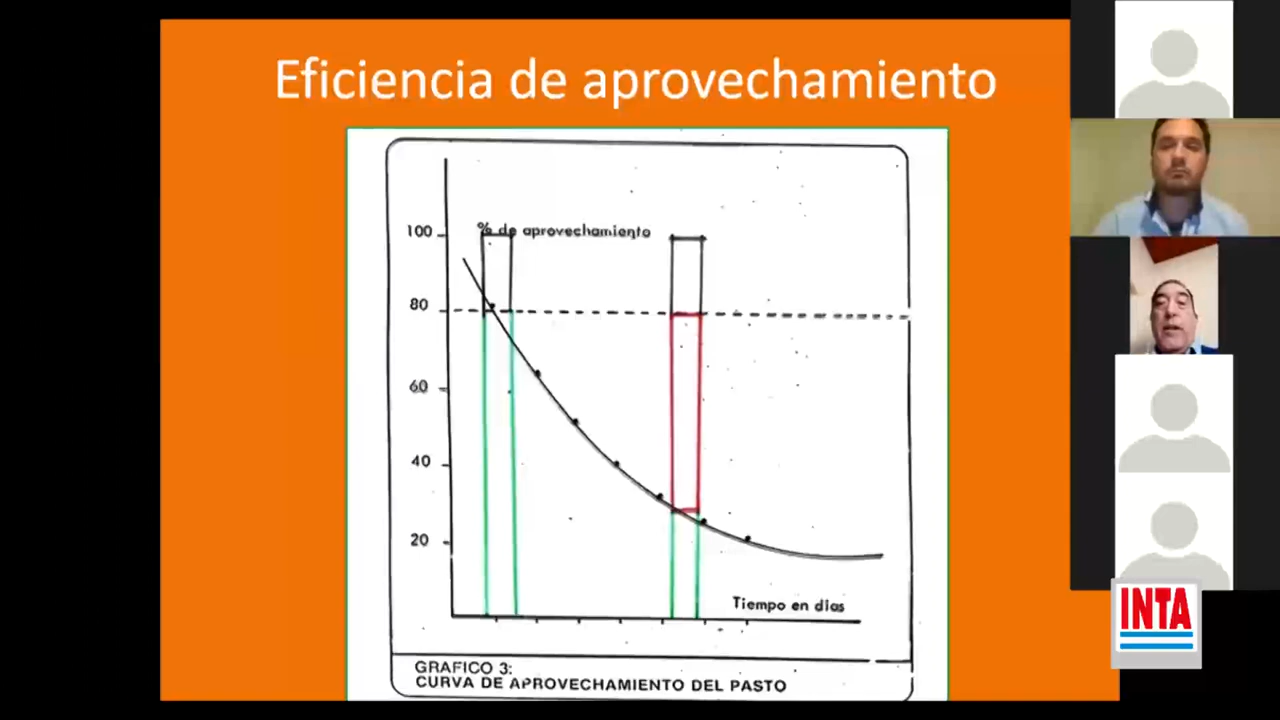 Eficiencia de aprovechamiento
% de aprovechamiento
100
80
60
40
20
Tiempo en días
GRAFICO 3:
CURVA DE APROVECHAMIENTO DEL PASTO
INTA